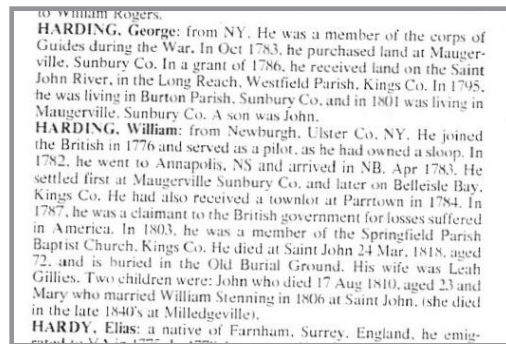 to William Rogers.
HARDING, George: from NY. He was a member of the corps of
Guides during the War. In Oct 1783, he purchased land at Mauger-
ville, Sunbury Co. In a grant of 1786, he received land on the Saint
John River, in the Long Reach, Westfield Parish, Kings Co. In 1795,
he was living in Burton Parish, Sunbury Co, and in 1801 was living in
Maugerville, Sunbury Co. A son was John.
HARDING, William: from Newburgh, Ulster Co, NY. He joined
the British in 1776 and served as a pilot, as he had owned a sloop. In
1782, he went to Annapolis, NS and arrived in NB, Apr 1783. He
settled first at Maugerville Sunbury Co, and later on Belleisle Bay,
Kings Co. He had also received a townlot at Parrtown in 1784. In
1787, he was a claimant to the British government for losses suffered
in America. In 1803, he was a member of the Springfield Parish
Baptist Church, Kings Co. He died at Saint John 24 Mar, 1818, aged
72, and is buried in the Old Burial Ground. His wife was Leah
Gillies. Two children were: John who died 17 Aug 1810, aged 23 and
Mary who married William Stenning in 1806 at Saint John, (she died
in the late 1840's at Milledgeville).
HARDY, Elias: a native of Farnham, Surrey, England, he emig-